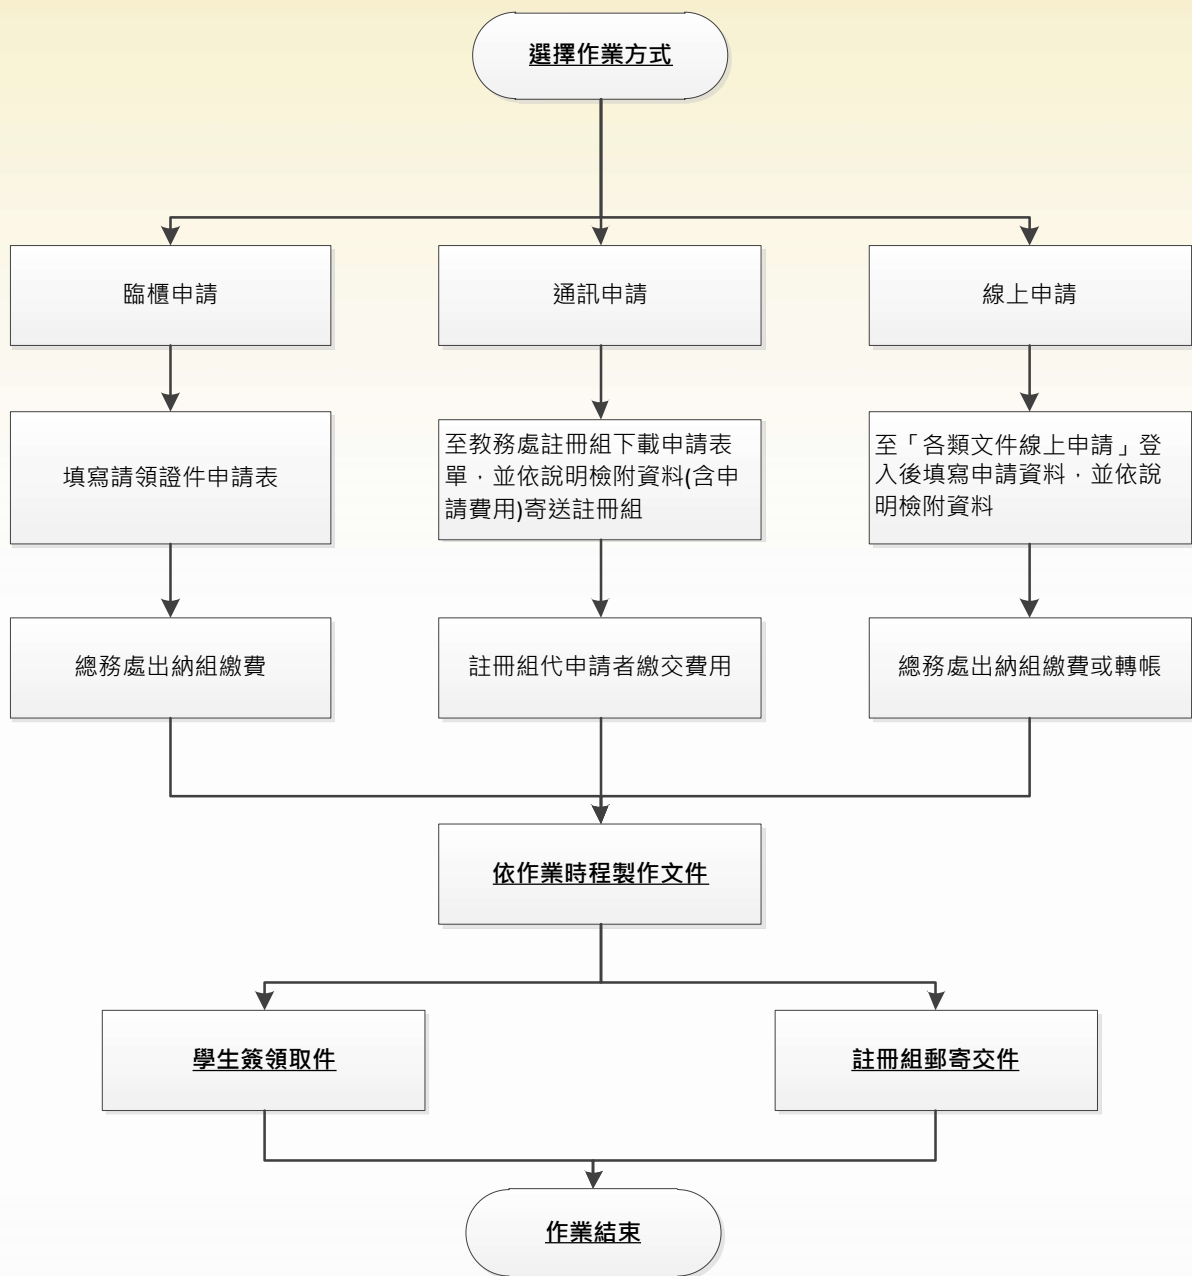 選擇作業方式
臨櫃申請
通訊申請
線上申請
填寫請領證件申請表
至教務處註冊組下載申請表
單，並依說明檢附資料(含申
請費用)寄送註冊組
至「各類文件線上申請」登
入後填寫申請資料，並依說
明檢附資料
總務處出納組繳費
註冊組代申請者繳交費用
總務處出納組繳費或轉帳
依作業時程製作文件
學生簽領取件
註冊組郵寄交件
作業結束